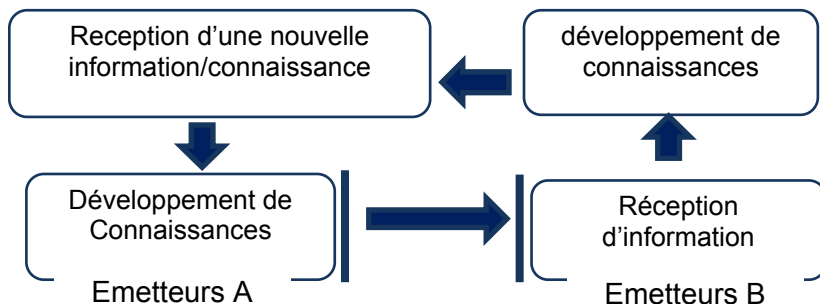 Reception d’une nouvelle
information/connaissance
développement de
connaissances
Développement de
Connaissances
Réception
d’information
Emetteurs A
Emetteurs B